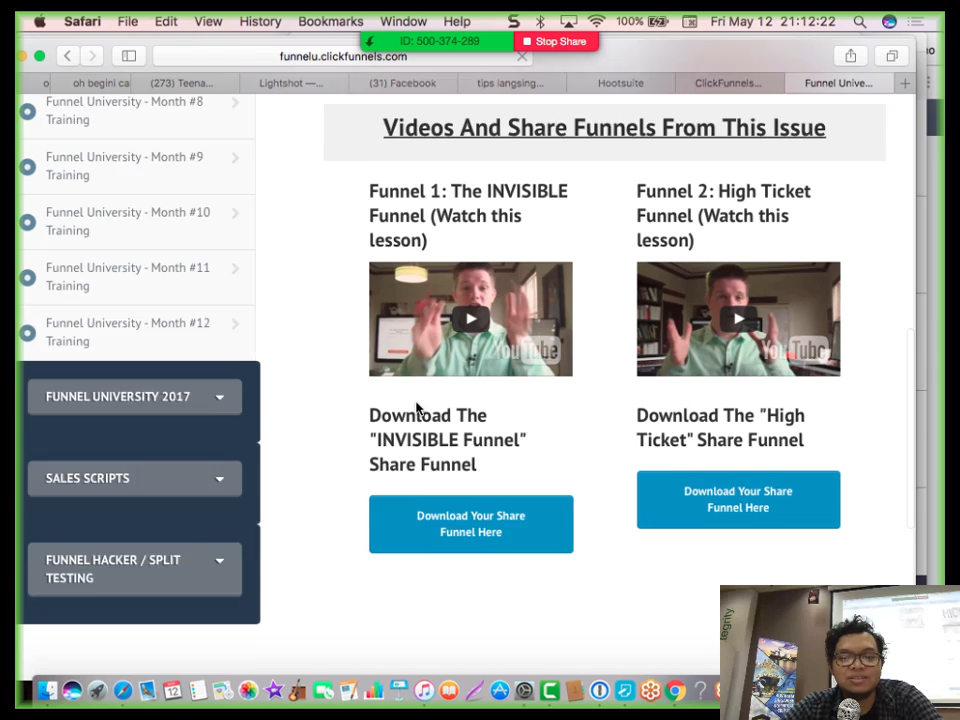 Safari File Edit View History Bookmarks Window Help 100% Fri May 12 21:12:22
ID: 500-374-289 Stop Share
funnelu.clickfunnels.com
oh begini ca (273) Teena... Lightshot —... (31) Facebook tips langsing... Hootsuite ClickFunnels... Funnel Unive...
Funnel University - Month #8
Training
Funnel University - Month #9
Training
Funnel University - Month #10
Training
Funnel University - Month #11
Training
Funnel University - Month #12
Training
FUNNEL UNIVERSITY 2017
SALES SCRIPTS
FUNNEL HACKER / SPLIT
TESTING
Videos And Share Funnels From This Issue
Funnel 1: The INVISIBLE
Funnel (Watch this
lesson)
YouTube
Download The
"INVISIBLE Funnel"
Share Funnel
Download Your Share
Funnel Here
Funnel 2: High Ticket
Funnel (Watch this
lesson)
YouTube
Download The "High
Ticket" Share Funnel
Download Your Share
Funnel Here
tegrity